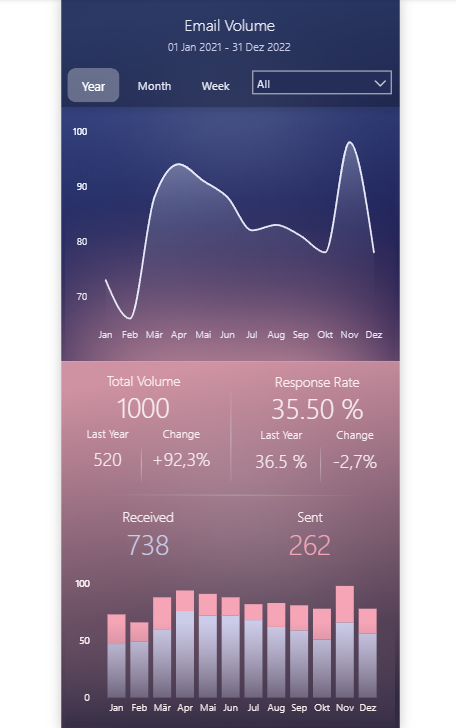 Email Volume
01 Jan 2021 - 31 Dez 2022
Year Month Week All
100
90
80
70
Jan Feb Mär Apr Mai Jun Jul Aug Sep Okt Nov Dez
Total Volume Response Rate
1000 35.50 %
Last Year Change Last Year Change
520 +92,3% 36.5 % -2,7%
Received Sent
738 262
100
50
0
Jan Feb Mär Apr Mai Jun Jul Aug Sep Okt Nov Dez